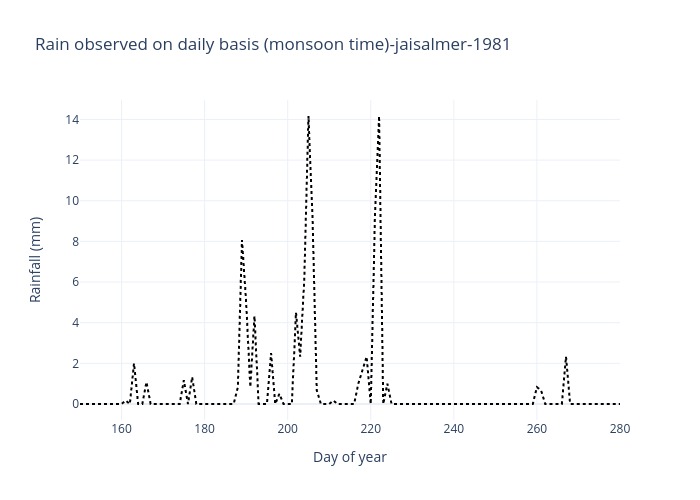 Rain observed on daily basis (monsoon time)-jaisalmer-1981
14
12
10
8
6
4
2
0
Rainfall (mm)
160 180 200 220 240 260 280
Day of year